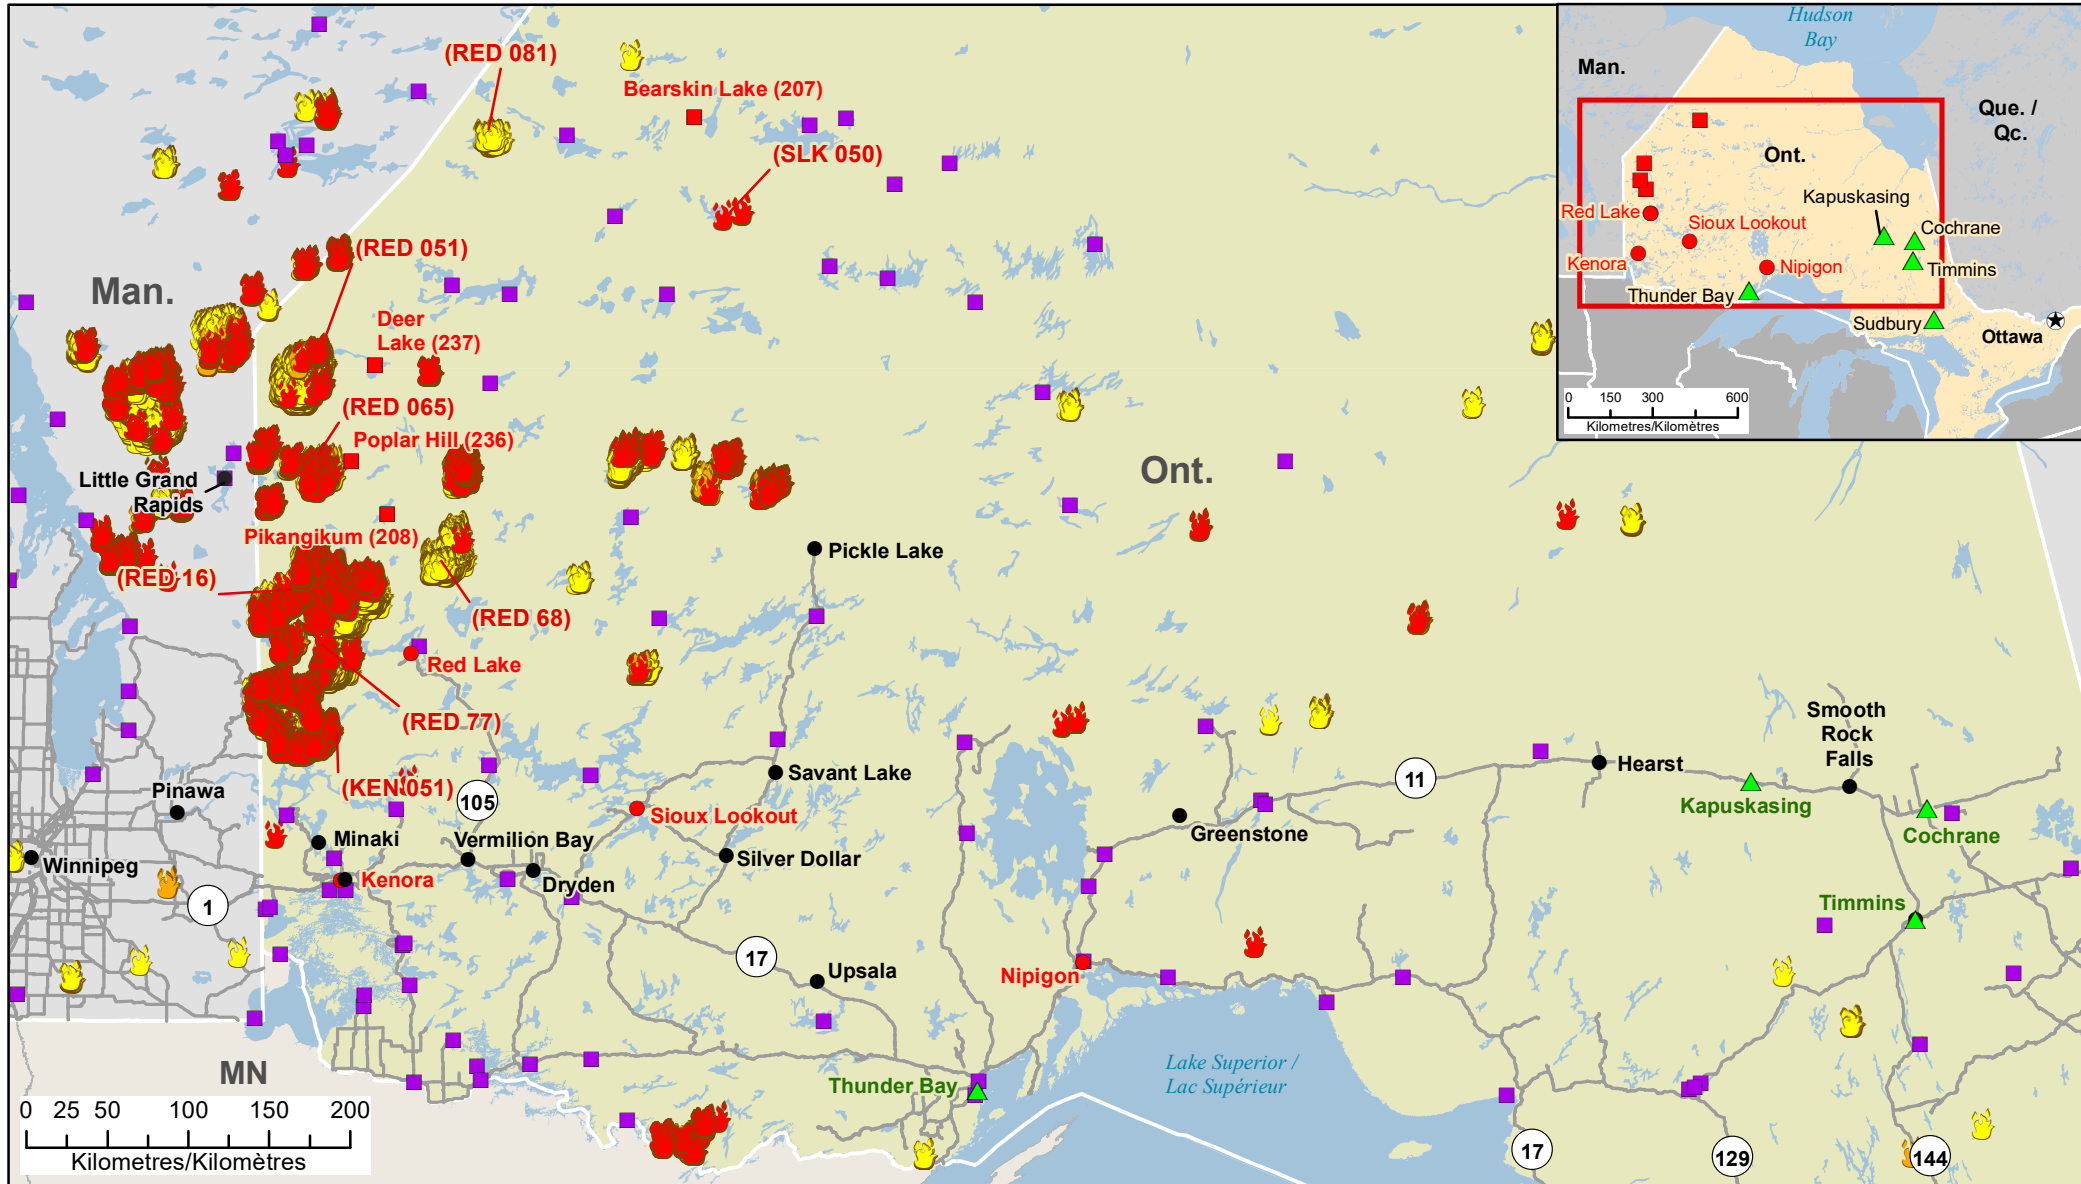 (RED 081)
Bearskin Lake (207)
(SLK 050)
(RED 051)
Man.
Deer
Lake (237)
(RED 065)
Poplar Hill (236)
Little Grand
Rapids
Ont.
Pikangikum (208)
(RED 16)
Pickle Lake
(RED 68)
Red Lake
(RED 77)
Smooth
Rock
Falls
(KEN 051)
Savant Lake
11
Hearst
Pinawa
105
Kapuskasing
Sioux Lookout
Greenstone
Cochrane
Minaki
Vermilion Bay
Silver Dollar
Winnipeg
Kenora
Dryden
1
Timmins
17
Upsala
Nipigon
MN
Lake Superior /
Lac Supérieur
Thunder Bay
0 25 50 100 150 200
Kilometres/Kilomètres
17
129
144
Hudson
Bay
Man.
Que. /
Qc.
Ont.
Kapuskasing
Red Lake
Sioux Lookout
Cochrane
Kenora
Nipigon
Timmins
Thunder Bay
Sudbury
Ottawa
0 150 300 600
Kilometres/Kilomètres